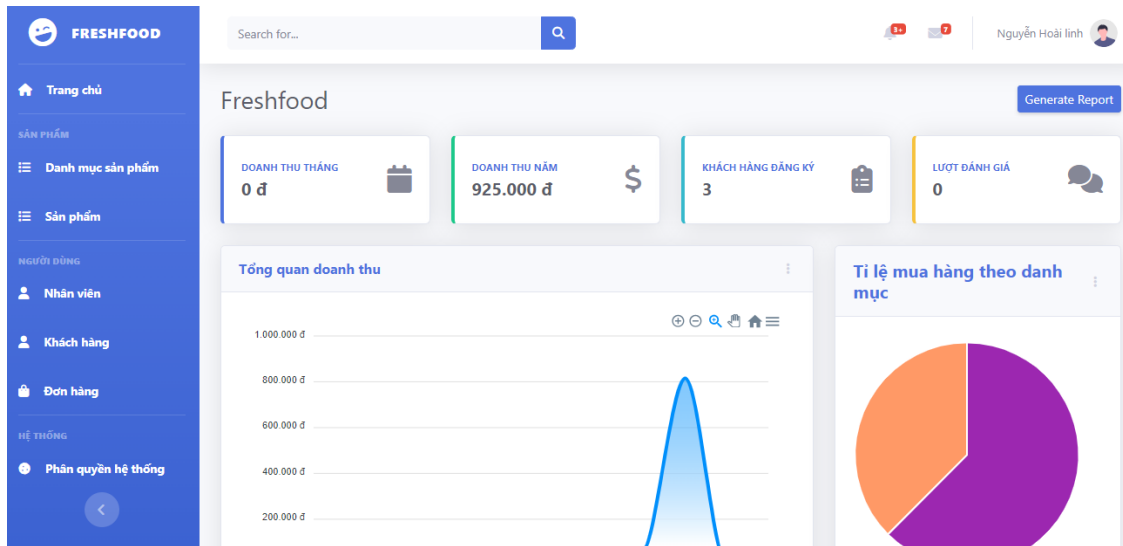 FRESHFOOD
Search for...
3+
7
Nguyễn Hoài linh
Trang chủ
SẢN PHẨM
Danh mục sản phẩm
Sản phẩm
NGƯỜI DÙNG
Nhân viên
Khách hàng
Đơn hàng
HỆ THỐNG
Phân quyền hệ thống
Freshfood
Generate Report
DOANH THU THÁNG
0 đ
DOANH THU NĂM
925.000 đ
KHÁCH HÀNG ĐĂNG KÝ
3
LƯỢT ĐÁNH GIÁ
0
Tổng quan doanh thu
1.000.000 đ
800.000 đ
600.000 đ
400.000 đ
200.000 đ
Tỉ lệ mua hàng theo danh
mục